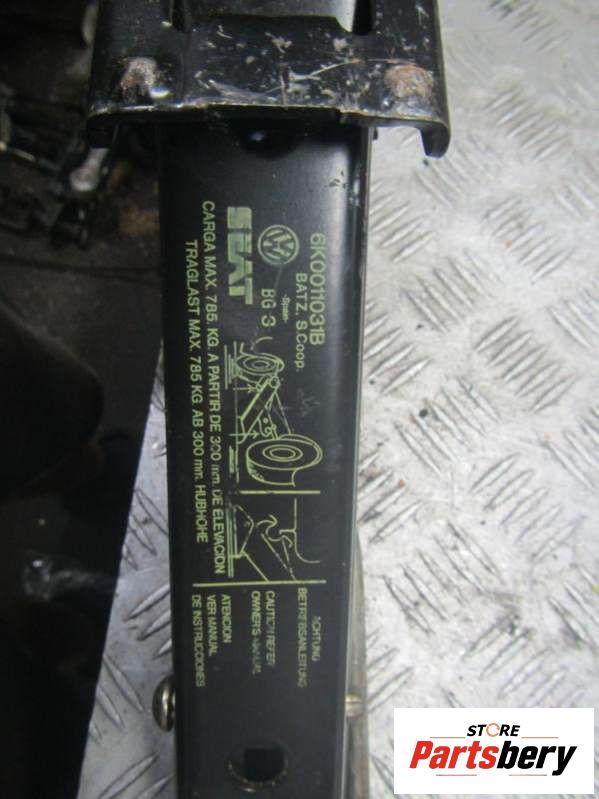 6K0011031B
BATZ, S.Coop.
-Spain-
BG 3
SEAT
CARGA MAX. 785. KG. A PARTIR DE 300 mm. DE ELEVACION
TRAGLAST MAX. 785 KG. AB 300 mm. HUBHOHE
ACHTUNG
BETRIEBSANLEITUNG
CAUTION REFER
OWNER'S MANUAL
ATENCION
VER MANUAL
DE INSTRUCCIONES
STORE
Partsbery